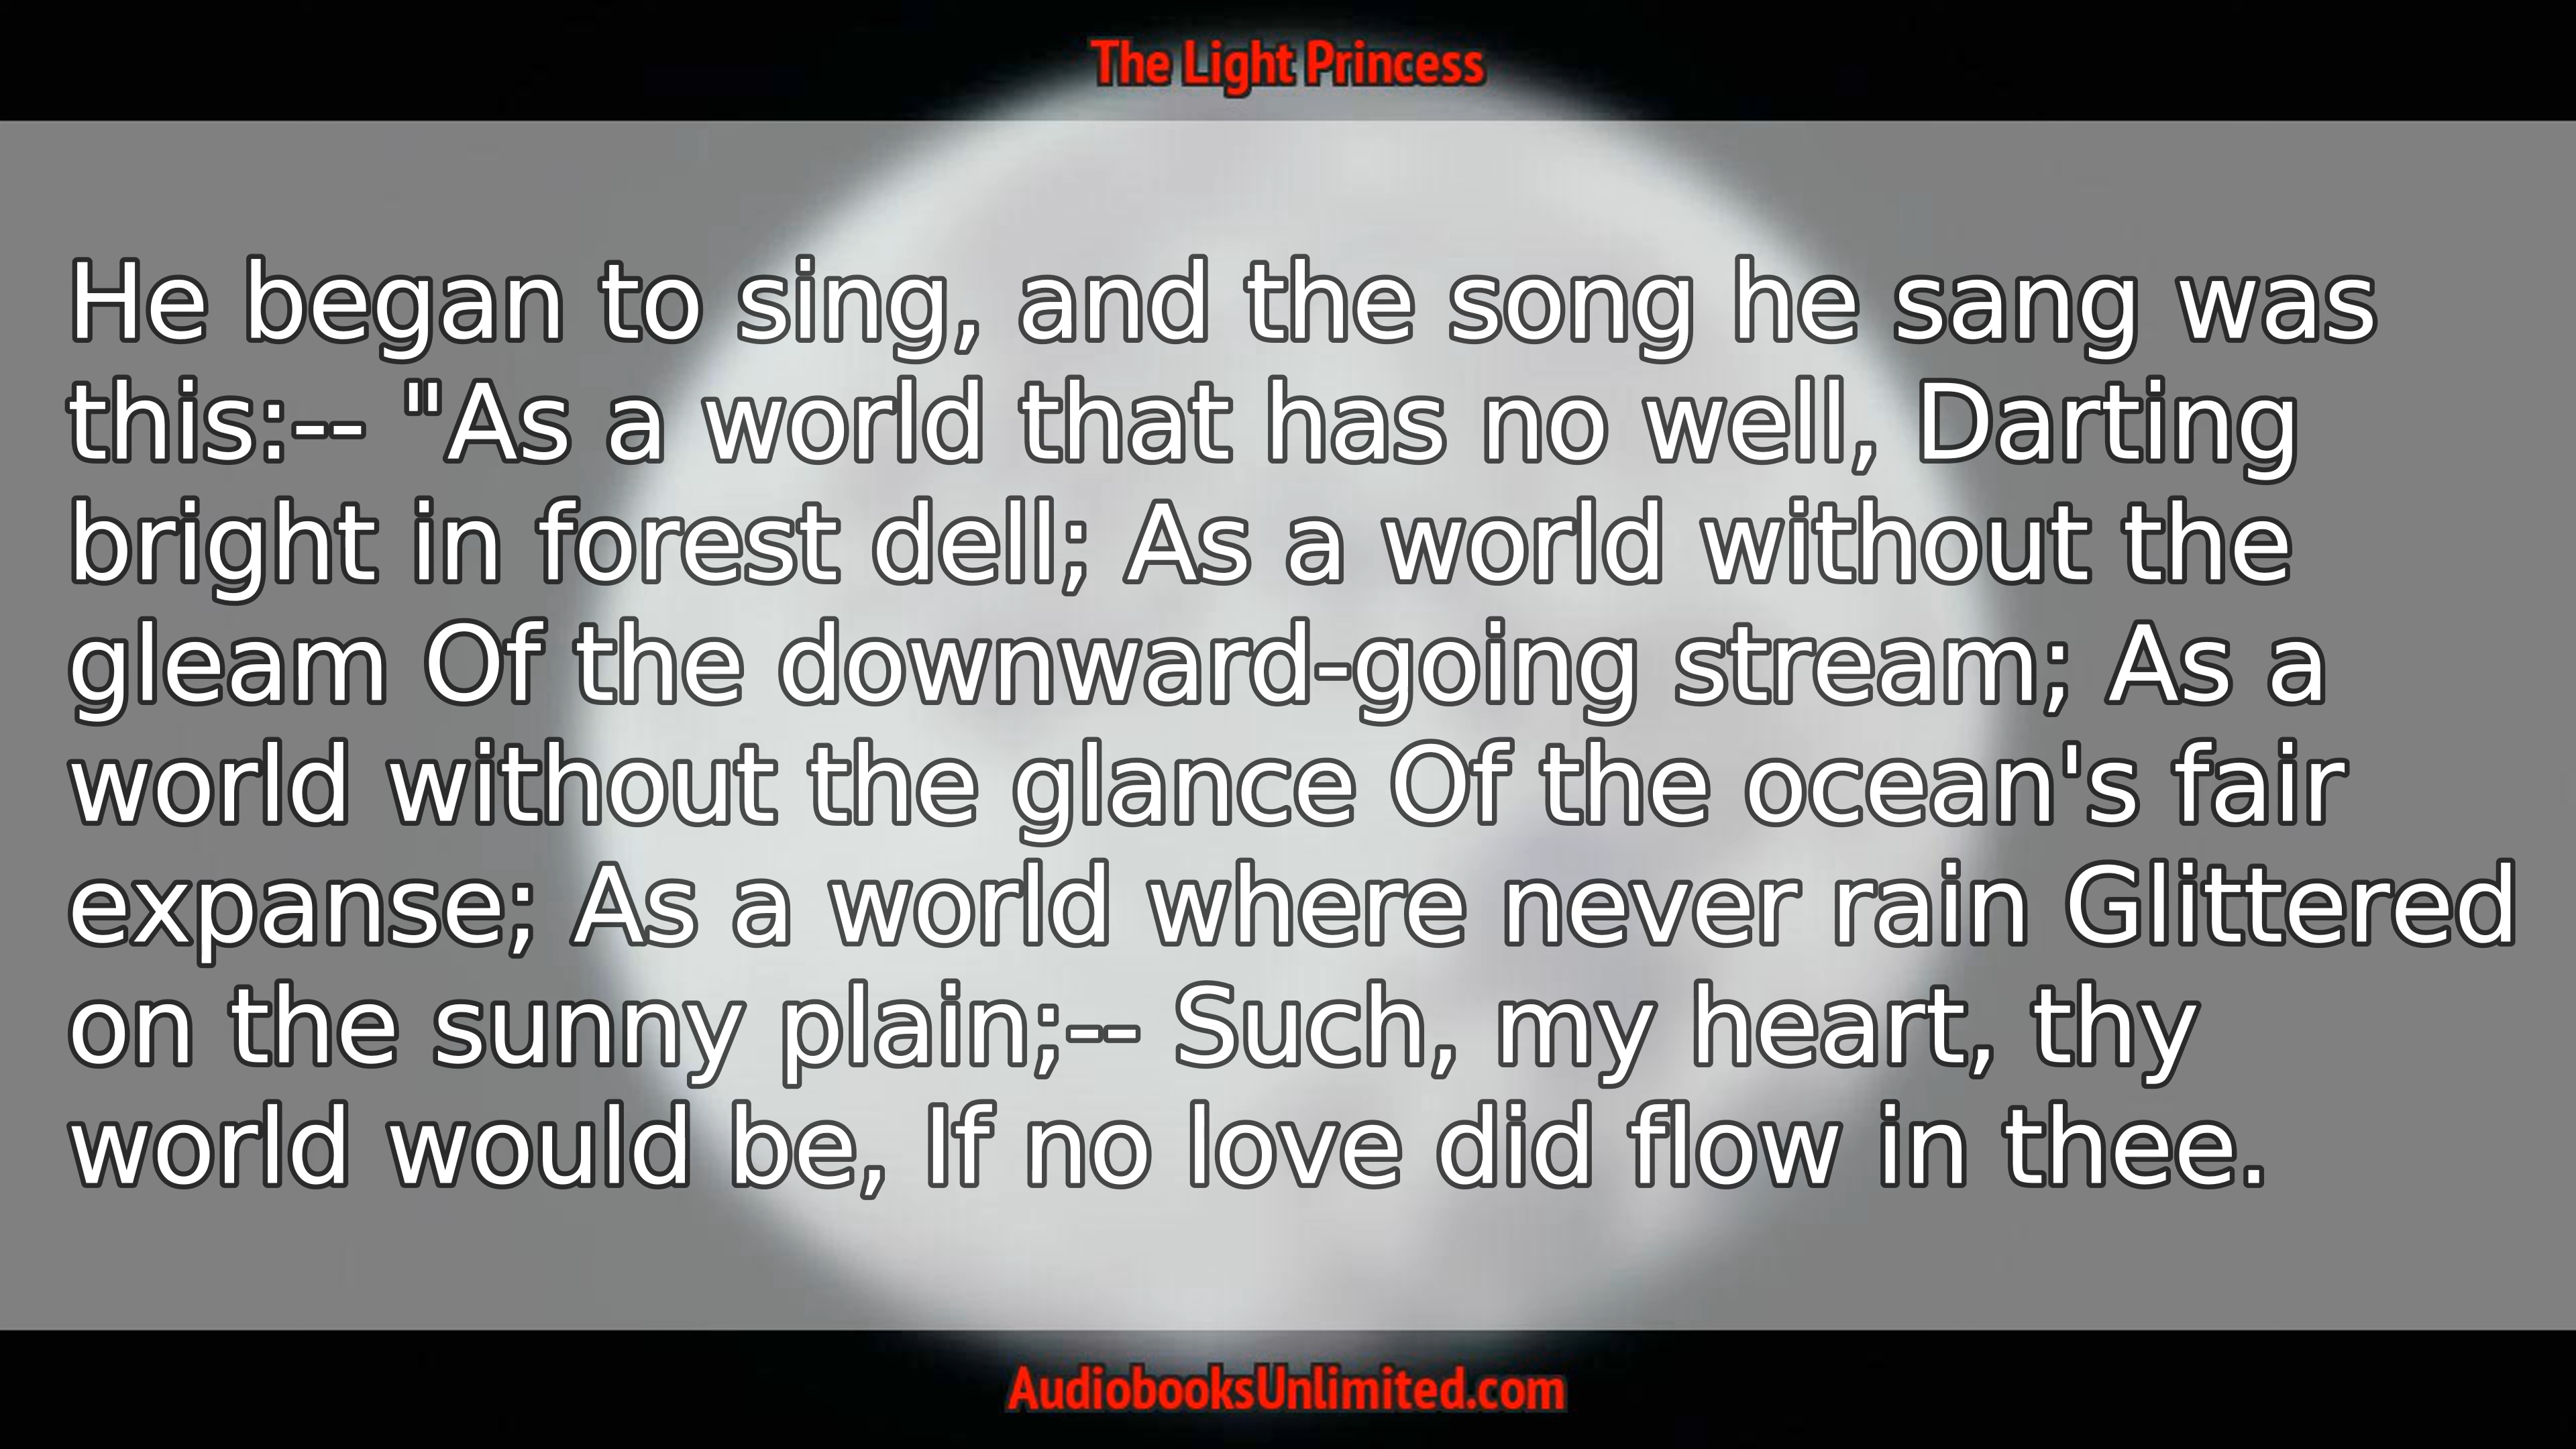 The Light Princess
He began to sing, and the song he sang was
this:-- "As a world that has no well, Darting
bright in forest dell; As a world without the
gleam Of the downward-going stream; As a
world without the glance Of the ocean's fair
expanse; As a world where never rain Glittered
on the sunny plain;-- Such, my heart, thy
world would be, If no love did flow in thee.
AudiobooksUnlimited.com